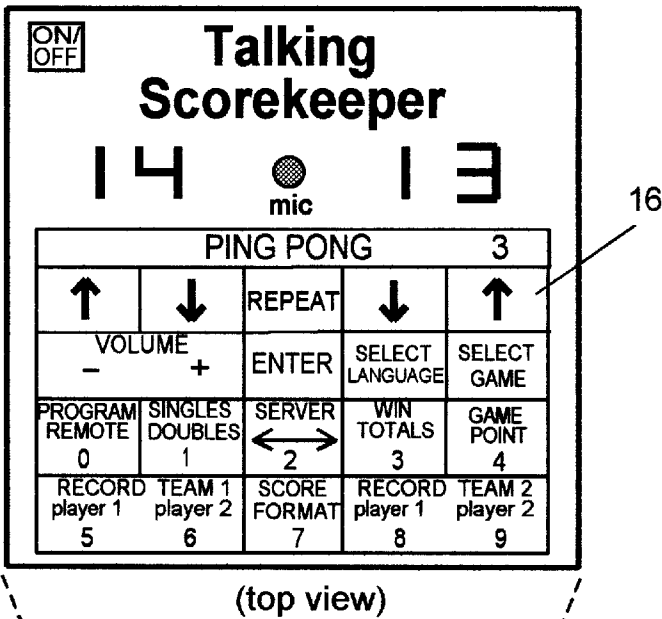 ON/
OFF
Talking
Scorekeeper
14 13
mic
16
PING PONG 3
↑ ↓ REPEAT ↓ ↑
VOLUME
- +
ENTER
SELECT
LANGUAGE
SELECT
GAME
PROGRAM
REMOTE
0
SINGLES
DOUBLES
1
SERVER
↔
2
WIN
TOTALS
3
GAME
POINT
4
RECORD TEAM 1
player 1 player 2
5 6
SCORE
FORMAT
7
RECORD TEAM 2
player 1 player 2
8 9
(top view)